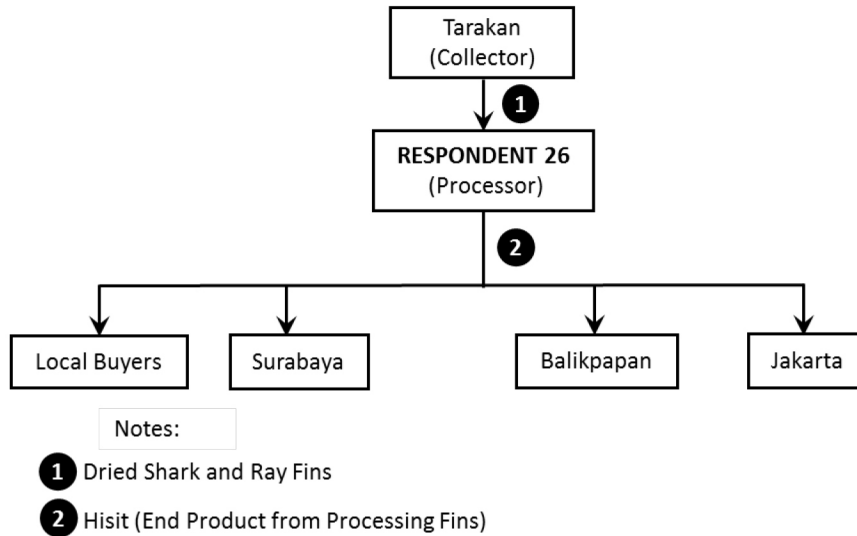 Tarakan
(Collector)
1
RESPONDENT 26
(Processor)
2
Local Buyers
Surabaya
Balikpapan
Jakarta
Notes:
1 Dried Shark and Ray Fins
2 Hisit (End Product from Processing Fins)